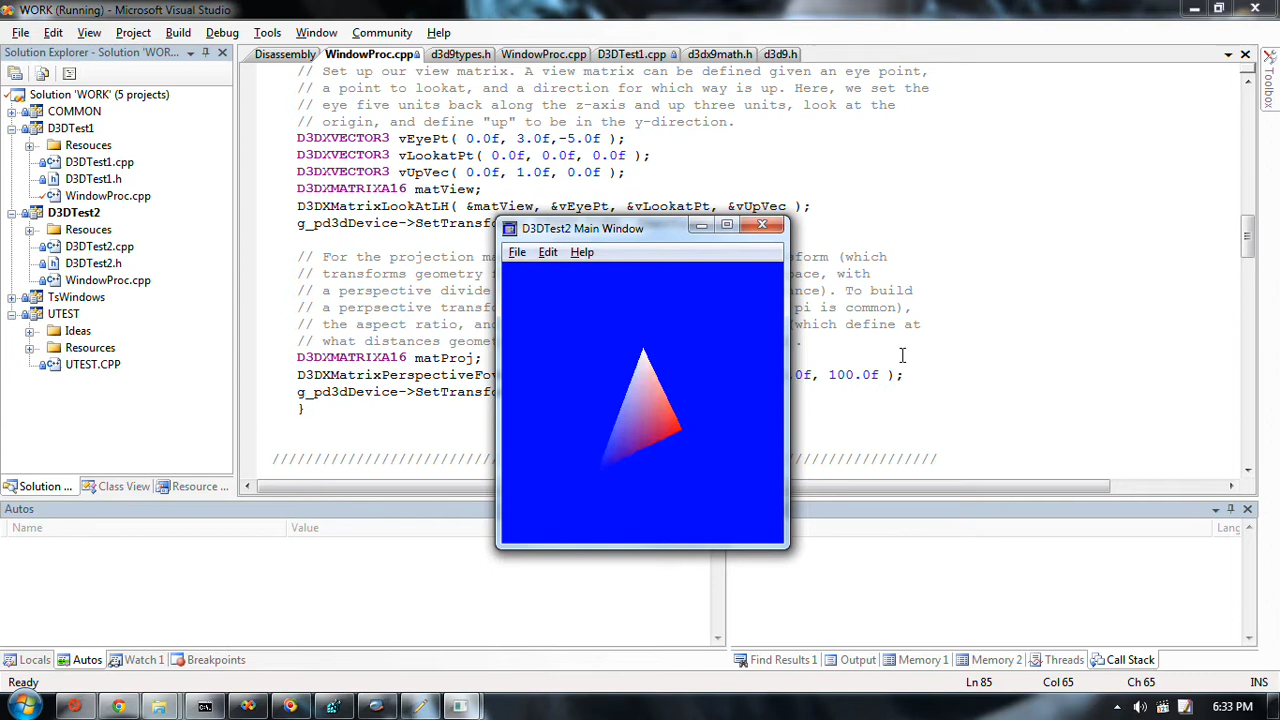 WORK (Running) - Microsoft Visual Studio
File Edit View Project Build Debug Tools Window Community Help
Solution Explorer - Solution 'WOR...
Disassembly WindowProc.cpp d3d9types.h WindowProc.cpp D3DTest1.cpp d3dx9math.h d3d9.h
Solution 'WORK' (5 projects)
COMMON
D3DTest1
Resouces
D3DTest1.cpp
D3DTest1.h
WindowProc.cpp
D3DTest2
Resouces
D3DTest2.cpp
D3DTest2.h
WindowProc.cpp
TsWindows
UTEST
Ideas
Resources
UTEST.CPP
Solution ... Class View Resource ...
// Set up our view matrix. A view matrix can be defined given an eye point,
// a point to lookat, and a direction for which way is up. Here, we set the
// eye five units back along the z-axis and up three units, look at the
// origin, and define "up" to be in the y-direction.
D3DXVECTOR3 vEyePt( 0.0f, 3.0f,-5.0f );
D3DXVECTOR3 vLookatPt( 0.0f, 0.0f, 0.0f );
D3DXVECTOR3 vUpVec( 0.0f, 1.0f, 0.0f );
D3DXMATRIXA16 matView;
D3DXMatrixLookAtLH( &matView, &vEyePt, &vLookatPt, &vUpVec );
g_pd3dDevice->SetTransf
// For the projection ma form (which
// transforms geometry pace, with
// a perspective divide ance). To build
// a perpsective transfo pi is common),
// the aspect ratio, an which define at
// what distances geomet .
D3DXMATRIXA16 matProj;
D3DXMatrixPerspectiveFo .0f, 100.0f );
g_pd3dDevice->SetTransf
}
////////////////////////////////////////////////////////////////////////////////
D3DTest2 Main Window
File Edit Help
Autos
Name Value Lang
Locals Autos Watch 1 Breakpoints
Find Results 1 Output Memory 1 Memory 2 Threads Call Stack
Ready Ln 85 Col 65 Ch 65 INS
Toolbox
6:33 PM